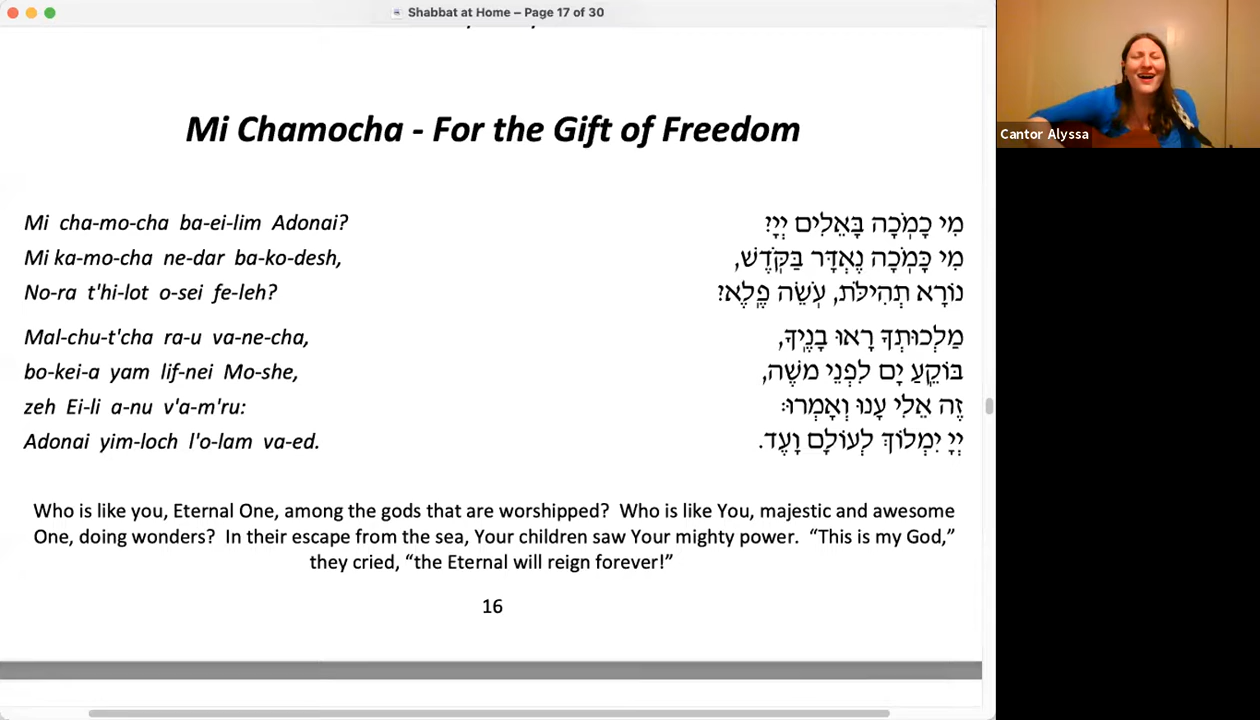 Shabbat at Home – Page 17 of 30
Cantor Alyssa
Mi Chamocha - For the Gift of Freedom
Mi cha-mo-cha ba-ei-lim Adonai?
Mi ka-mo-cha ne-dar ba-ko-desh,
No-ra t'hi-lot o-sei fe-leh?
Mal-chu-t'cha ra-u va-ne-cha,
bo-kei-a yam lif-nei Mo-she,
zeh Ei-li a-nu v'a-m'ru:
Adonai yim-loch l'o-lam va-ed.
מִי כָמֹֽכָה בָּאֵלִים יְיָ?
מִי כָּמֹֽכָה נֶאְדָּר בַּקֹּֽדֶשׁ,
נוֹרָא תְהִילֹּת, עֹֽשֵׂה פֶֽלֶא?
מַלְכוּתְךָ רָאוּ בָנֶֽיךָ,
בּוֹקֵֽעַ יָם לִפְנֵי משֶׁה,
זֶה אֵלִי עָנוּ וְאָמְרוּ:
יְיָ יִמְלוֹךְ לְעוֹלָם וָעֶד.
Who is like you, Eternal One, among the gods that are worshipped? Who is like You, majestic and awesome
One, doing wonders? In their escape from the sea, Your children saw Your mighty power. “This is my God,”
they cried, “the Eternal will reign forever!”
16